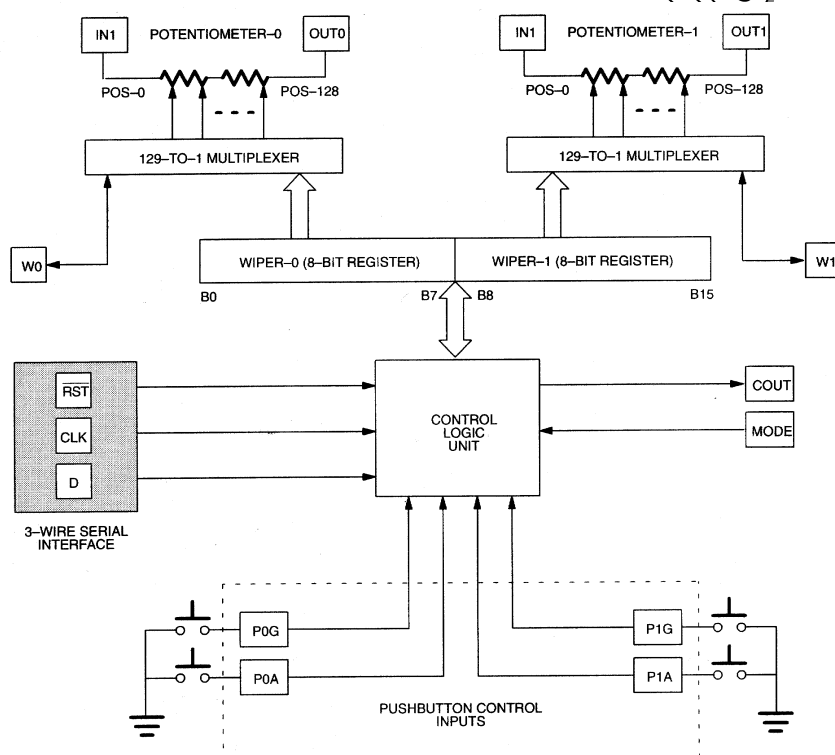 IN1
POTENTIOMETER–0
OUT0
IN1
POTENTIOMETER–1
OUT1
POS–0
POS–128
POS–0
POS–128
129–TO–1 MULTIPLEXER
129–TO–1 MULTIPLEXER
W0
WIPER–0 (8–BIT REGISTER)
WIPER–1 (8–BIT REGISTER)
W1
B0
B7
B8
B15
RST
CLK
D
3–WIRE SERIAL
INTERFACE
CONTROL
LOGIC
UNIT
COUT
MODE
P0G
P0A
P1G
P1A
PUSHBUTTON CONTROL
INPUTS